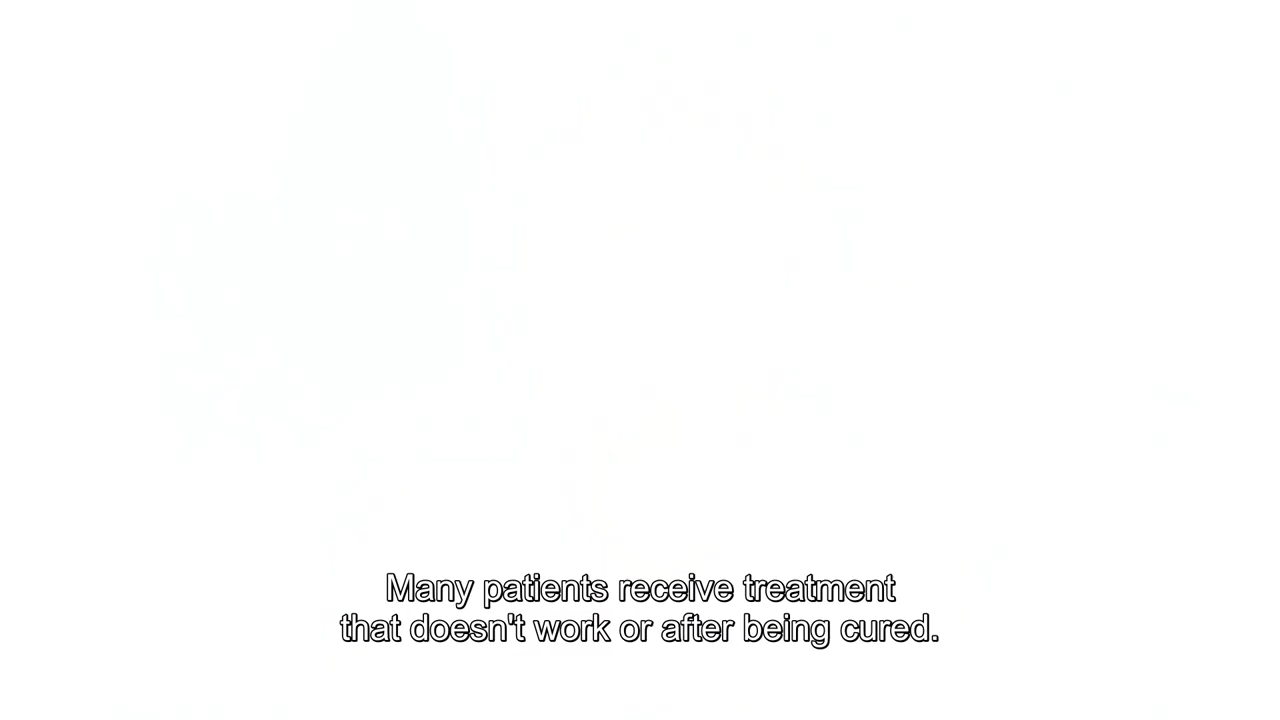 Many patients receive treatment
that doesn't work or after being cured.